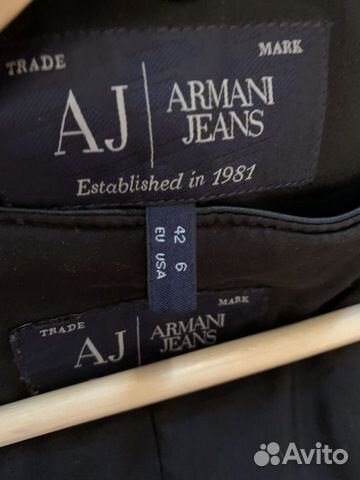 TRADE MARK
AJ ARMANI
JEANS
Established in 1981
42 6
EU USA
TRADE MARK
AJ ARMANI
JEANS
Avito